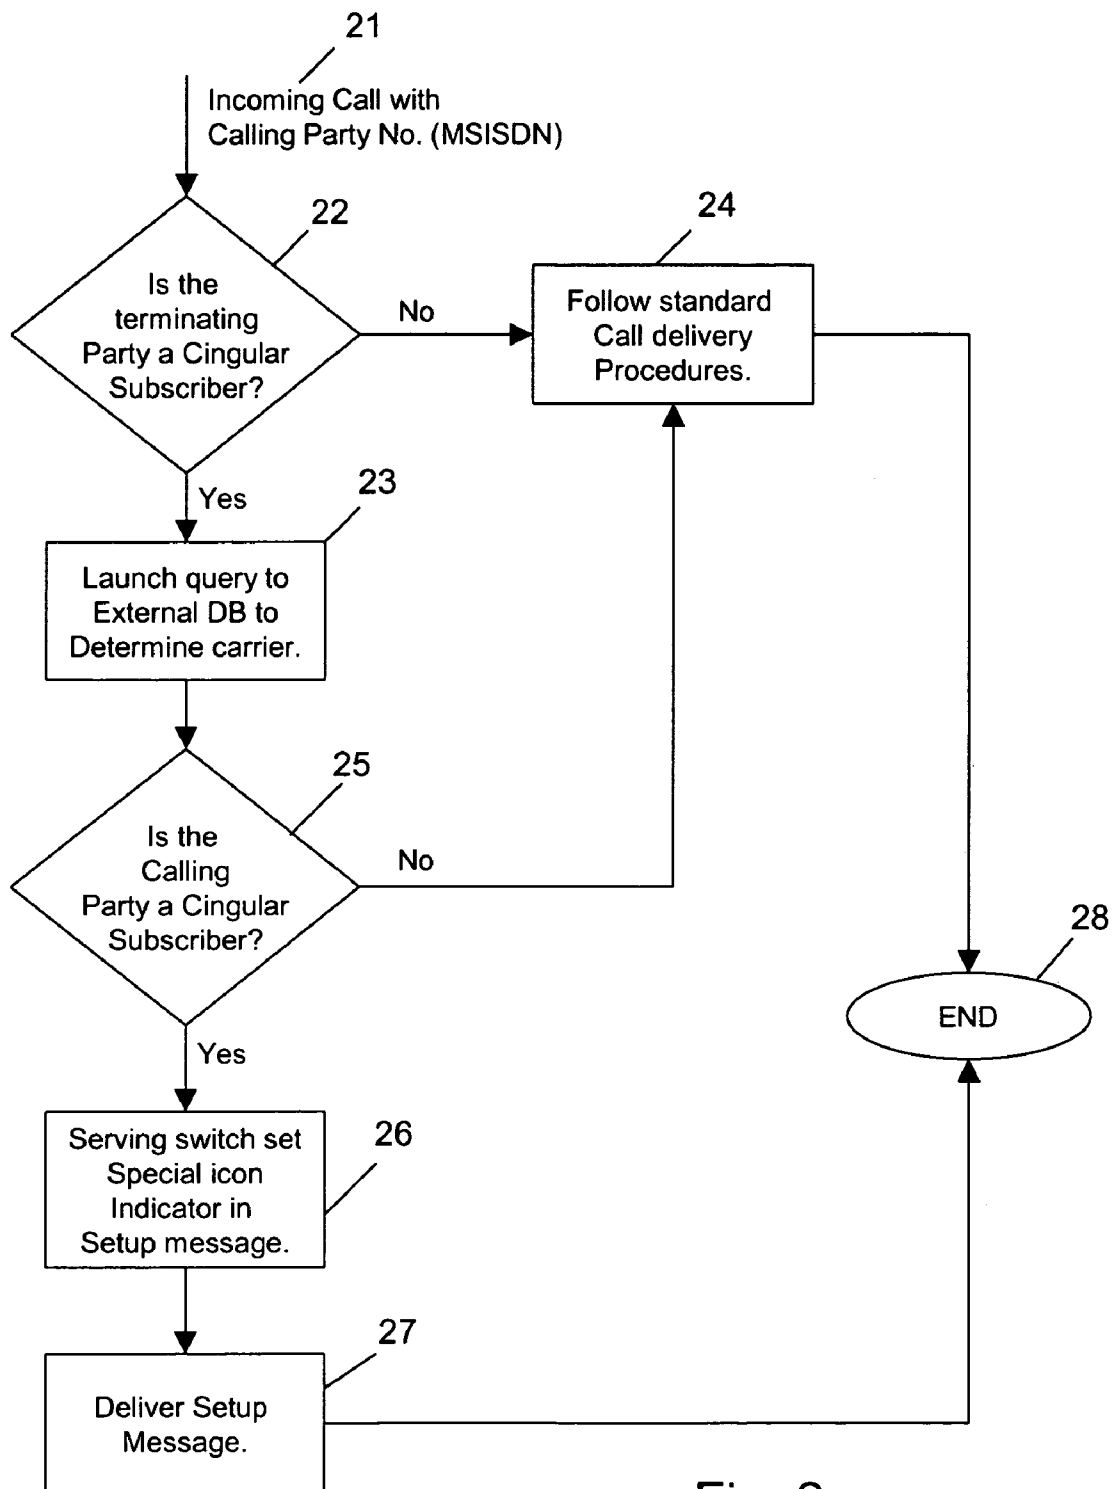 21
Incoming Call with
Calling Party No. (MSISDN)
22
Is the
terminating
Party a Cingular
Subscriber?
No
24
Follow standard
Call delivery
Procedures.
Yes
23
Launch query to
External DB to
Determine carrier.
25
Is the
Calling
Party a Cingular
Subscriber?
No
28
END
Yes
26
Serving switch set
Special icon
Indicator in
Setup message.
27
Deliver Setup
Message.